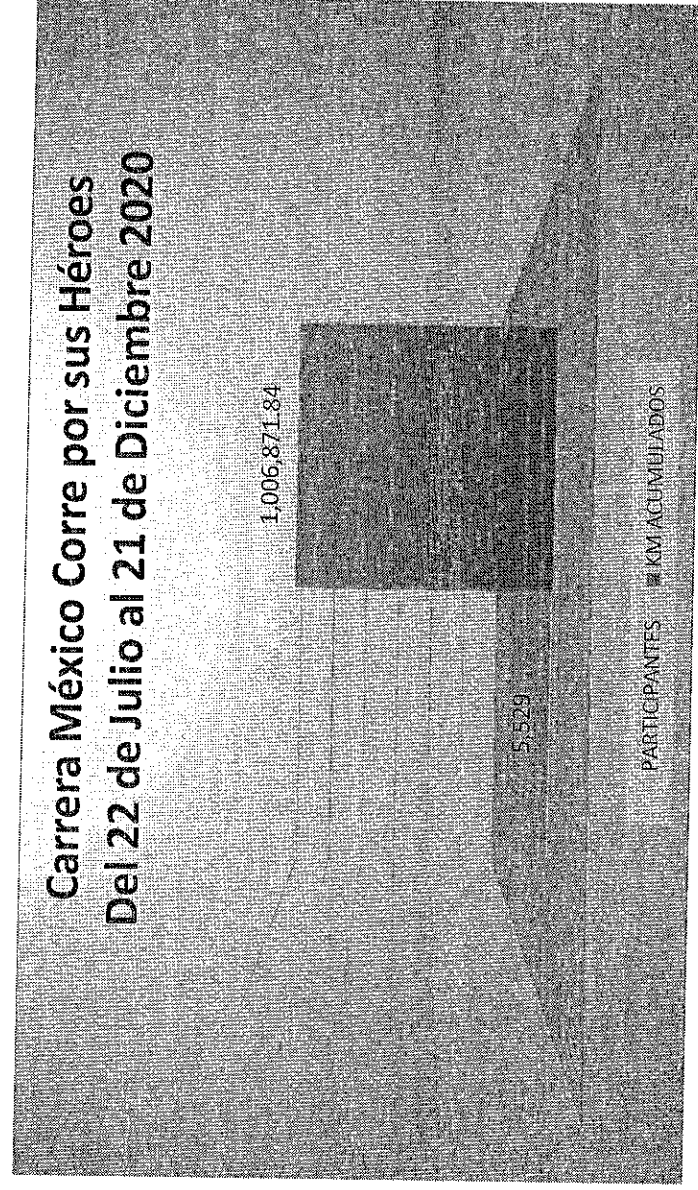 Carrera México Corre por sus Héroes
Del 22 de Julio al 21 de Diciembre 2020
1,006,871.84
5,529
PARTICIPANTES
KM ACUMULADOS